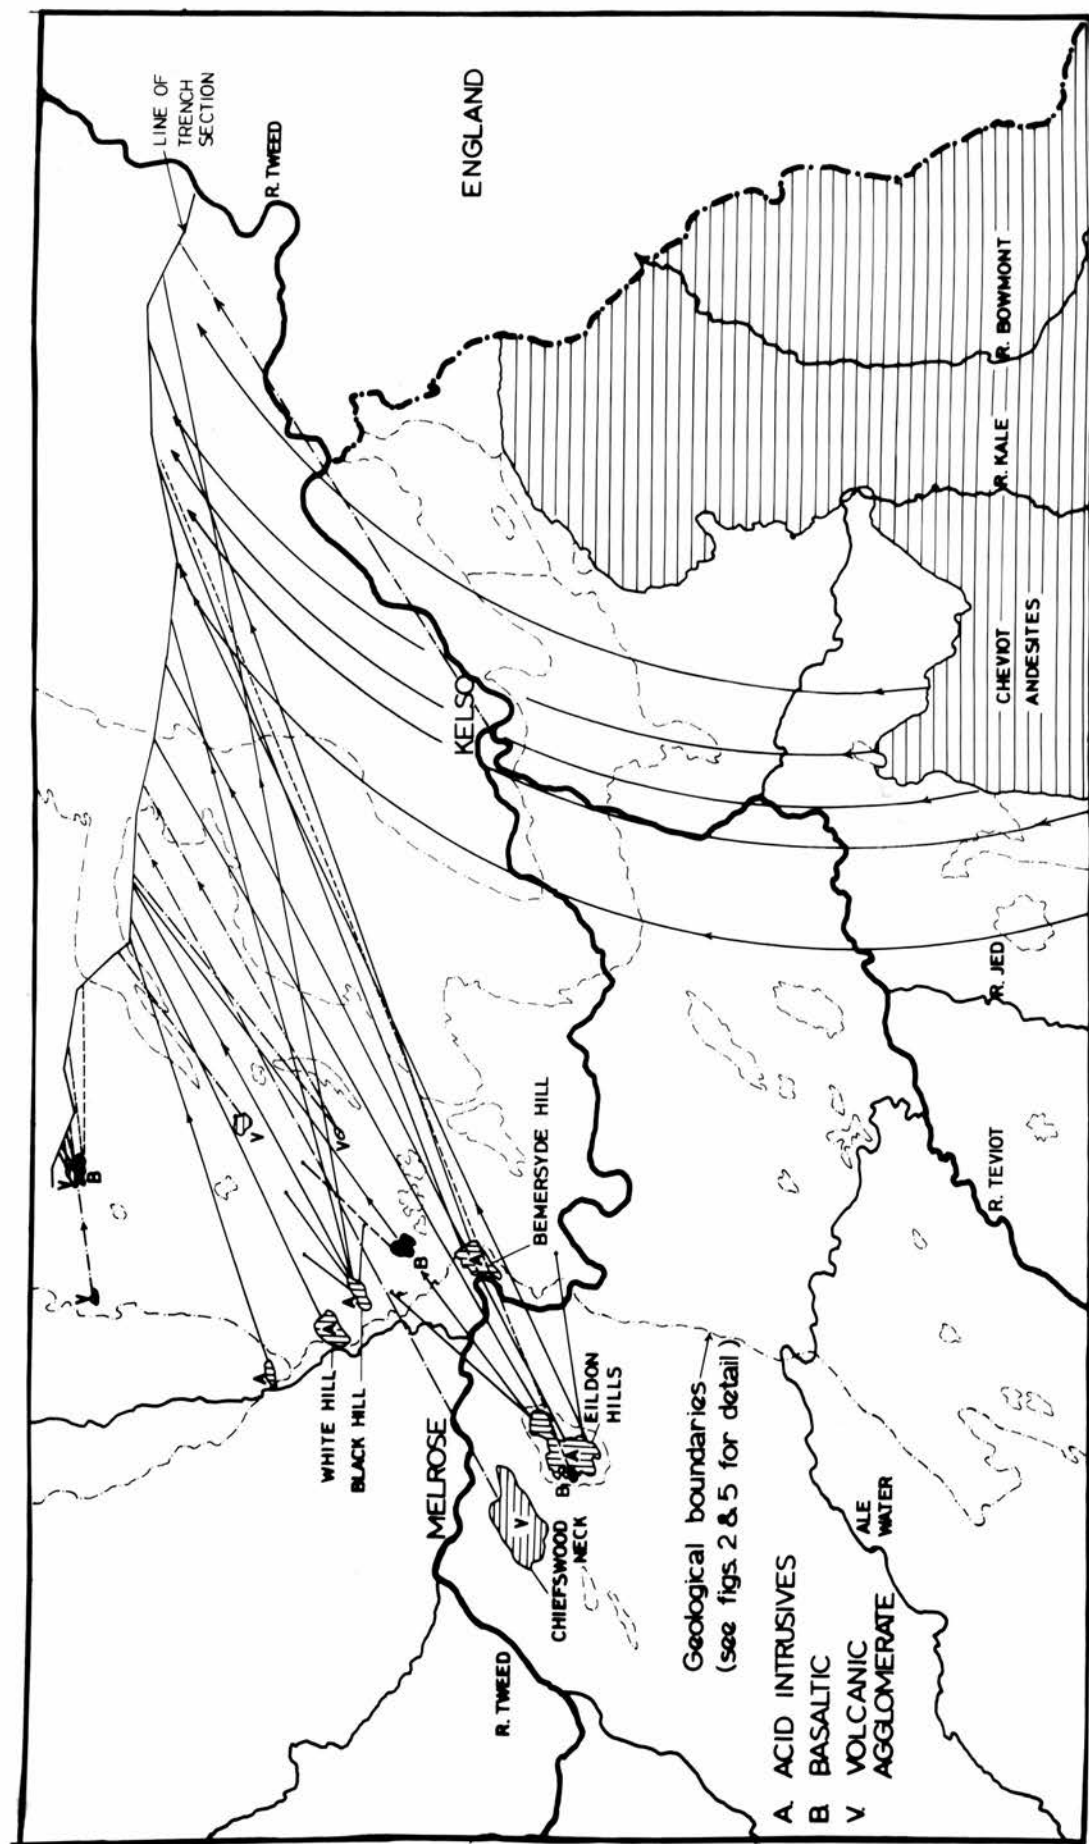 LINE OF
TRENCH
SECTION
R. TWEED
ENGLAND
KELSO
R. BOWMONT
R. KALE
CHEVIOT
ANDESITES
R. JED
R. TEVIOT
V
B
V
V
V
A
A
A
B
A
WHITE HILL
BLACK HILL
BEMERSYDE HILL
MELROSE
EILDON
HILLS
A
B
V
CHIEFSWOOD
NECK
R. TWEED
ALE
WATER
Geological boundaries
(see figs. 2 & 5 for detail)
A. ACID INTRUSIVES
B. BASALTIC
V. VOLCANIC
AGGLOMERATE